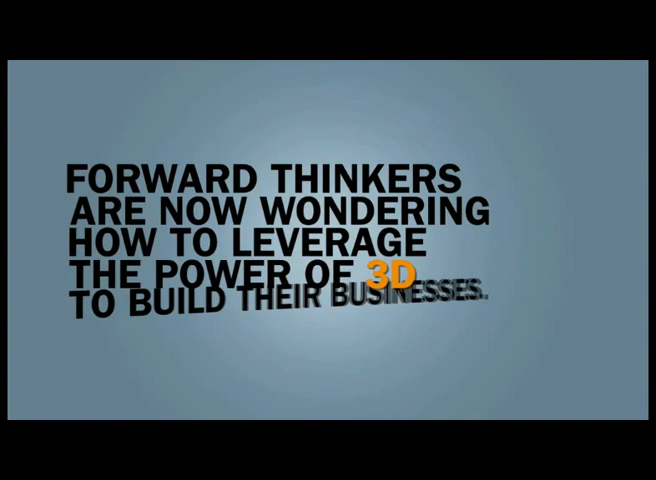 FORWARD THINKERS
ARE NOW WONDERING
HOW TO LEVERAGE
THE POWER OF 3D
TO BUILD THEIR BUSINESSES.